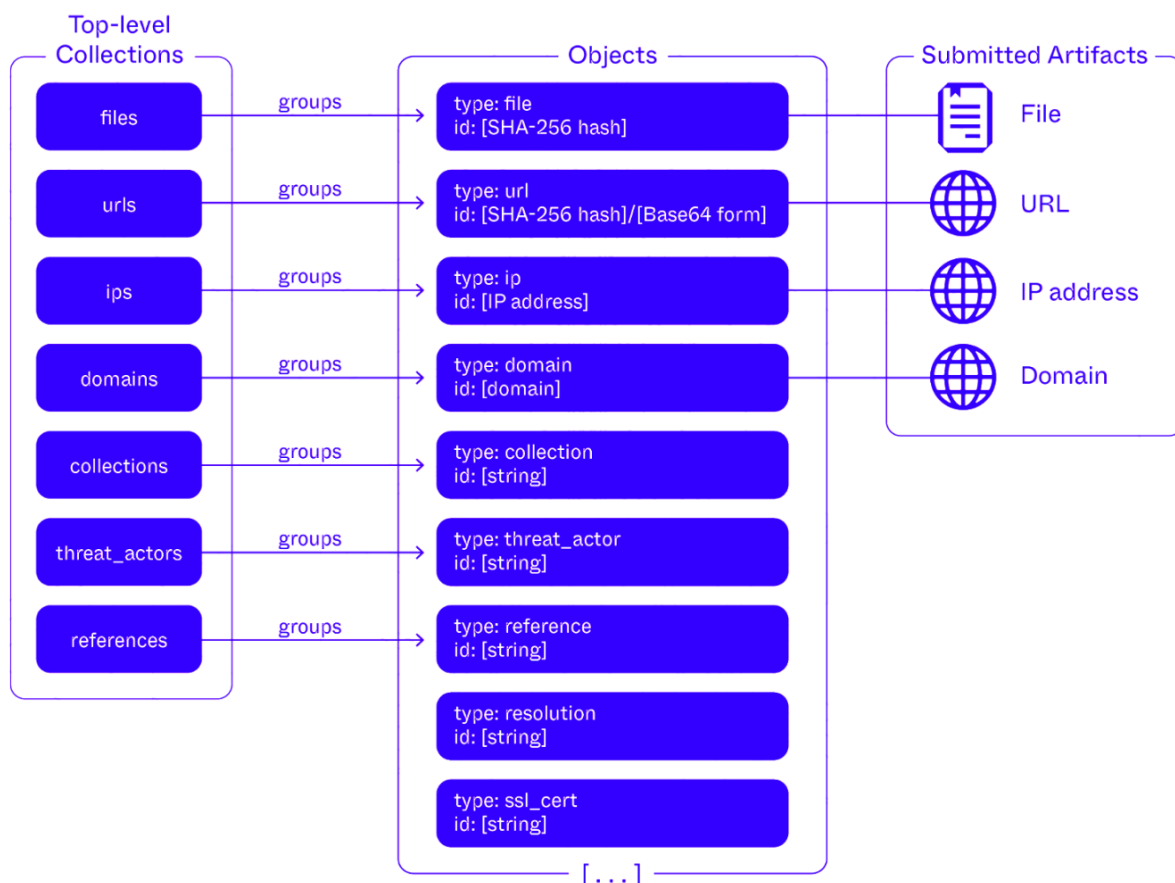 Top-level
Collections
Objects
Submitted Artifacts
files
groups
type: file
id: [SHA-256 hash]
File
urls
groups
type: url
id: [SHA-256 hash]/[Base64 form]
URL
ips
groups
type: ip
id: [IP address]
IP address
domains
groups
type: domain
id: [domain]
Domain
collections
groups
type: collection
id: [string]
threat_actors
groups
type: threat_actor
id: [string]
references
groups
type: reference
id: [string]
type: resolution
id: [string]
type: ssl_cert
id: [string]
[...]